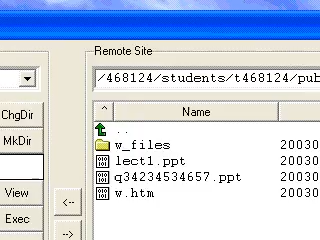 Remote Site
/468124/students/t468124/pub
ChgDir
^ Name
MkDir
..
w_files 20030
lect1.ppt 20030
q34234534657.ppt 20030
View
w.htm 20030
<--
Exec
-->